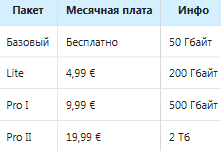 Пакет Месячная плата Инфо
Базовый Бесплатно 50 Гбайт
Lite 4,99 € 200 Гбайт
Pro I 9,99 € 500 Гбайт
Pro II 19,99 € 2 Тб